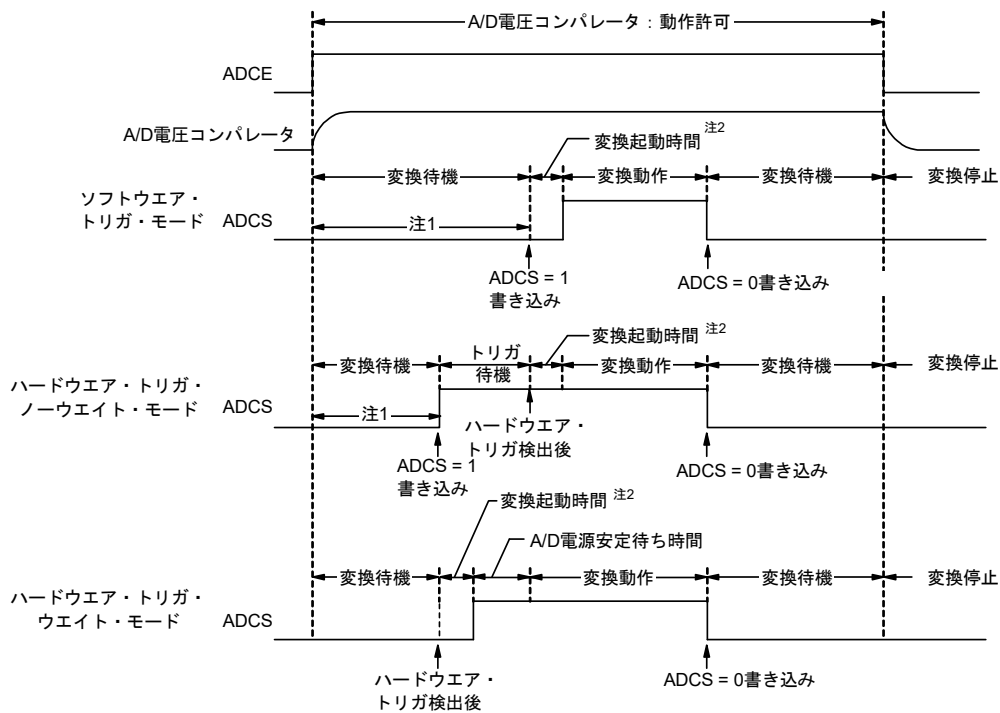 A/D電圧コンパレータ：動作許可
ADCE
A/D電圧コンパレータ
変換起動時間 注2
変換待機
変換動作
変換待機
変換停止
ソフトウエア・
トリガ・モード
ADCS
注1
ADCS = 1
書き込み
ADCS = 0書き込み
変換起動時間 注2
変換待機
トリガ
待機
変換動作
変換待機
変換停止
ハードウエア・トリガ・
ノーウエイト・モード
ADCS
注1
ハードウエア・
トリガ検出後
ADCS = 1
書き込み
ADCS = 0書き込み
変換起動時間 注2
A/D電源安定待ち時間
変換待機
変換動作
変換待機
変換停止
ハードウエア・トリガ・
ウエイト・モード
ADCS
ハードウエア・
トリガ検出後
ADCS = 0書き込み